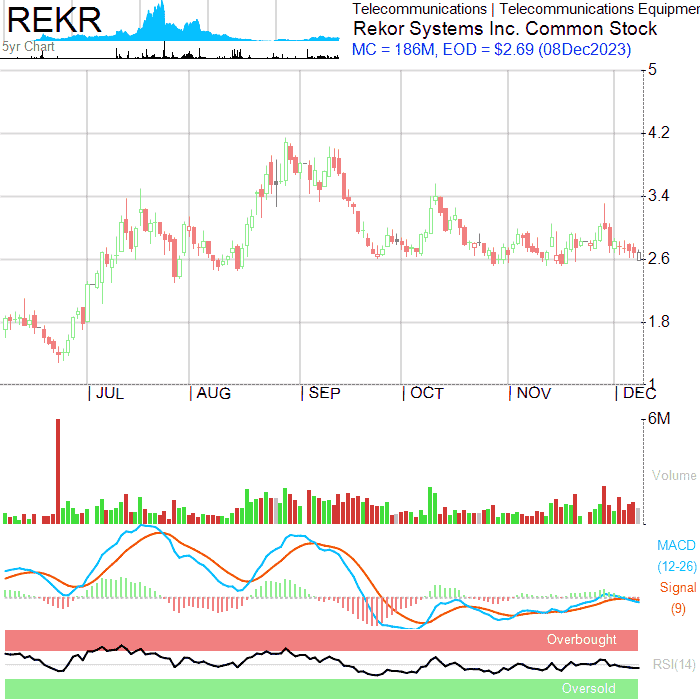 REKR
5yr Chart
Telecommunications | Telecommunications Equipmen
Rekor Systems Inc. Common Stock
MC = 186M, EOD = $2.69 (08Dec2023)
5
4.2
3.4
2.6
1.8
1
JUL AUG SEP OCT NOV DEC
6M
Volume
MACD
(12-26)
Signal
(9)
Overbought
RSI(14)
Oversold